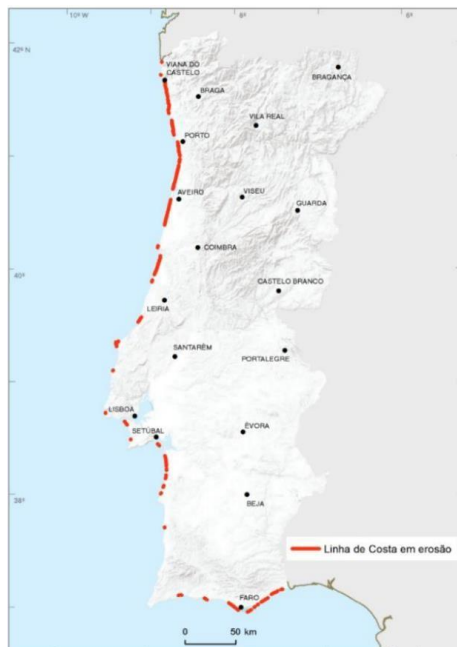 10º W
8º
6º
42º N
VIANA DO
CASTELO
BRAGANÇA
BRAGA
VILA REAL
PORTO
AVEIRO
VISEU
GUARDA
COIMBRA
40º
CASTELO BRANCO
LEIRIA
SANTARÉM
PORTALEGRE
LISBOA
SETÚBAL
ÉVORA
38º
BEJA
Linha de Costa em erosão
FARO
0 50 km